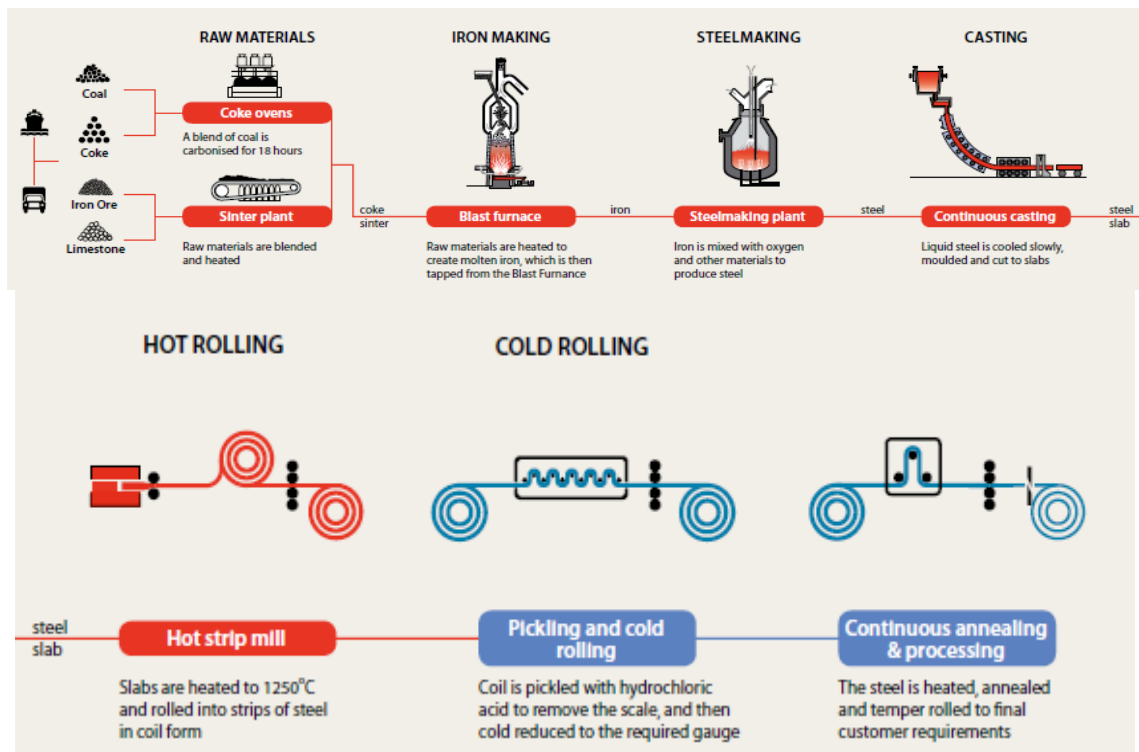 RAW MATERIALS
IRON MAKING
STEELMAKING
CASTING
Coal
Coke
Iron Ore
Limestone
Coke ovens
A blend of coal is
carbonised for 18 hours
Sinter plant
Raw materials are blended
and heated
coke
sinter
Blast furnace
Raw materials are heated to
create molten iron, which is then
tapped from the Blast Furnance
iron
Steelmaking plant
Iron is mixed with oxygen
and other materials to
produce steel
steel
Continuous casting
Liquid steel is cooled slowly,
moulded and cut to slabs
steel
slab
HOT ROLLING
COLD ROLLING
steel
slab
Hot strip mill
Slabs are heated to 1250°C
and rolled into strips of steel
in coil form
Pickling and cold
rolling
Coil is pickled with hydrochloric
acid to remove the scale, and then
cold reduced to the required gauge
Continuous annealing
& processing
The steel is heated, annealed
and temper rolled to final
customer requirements